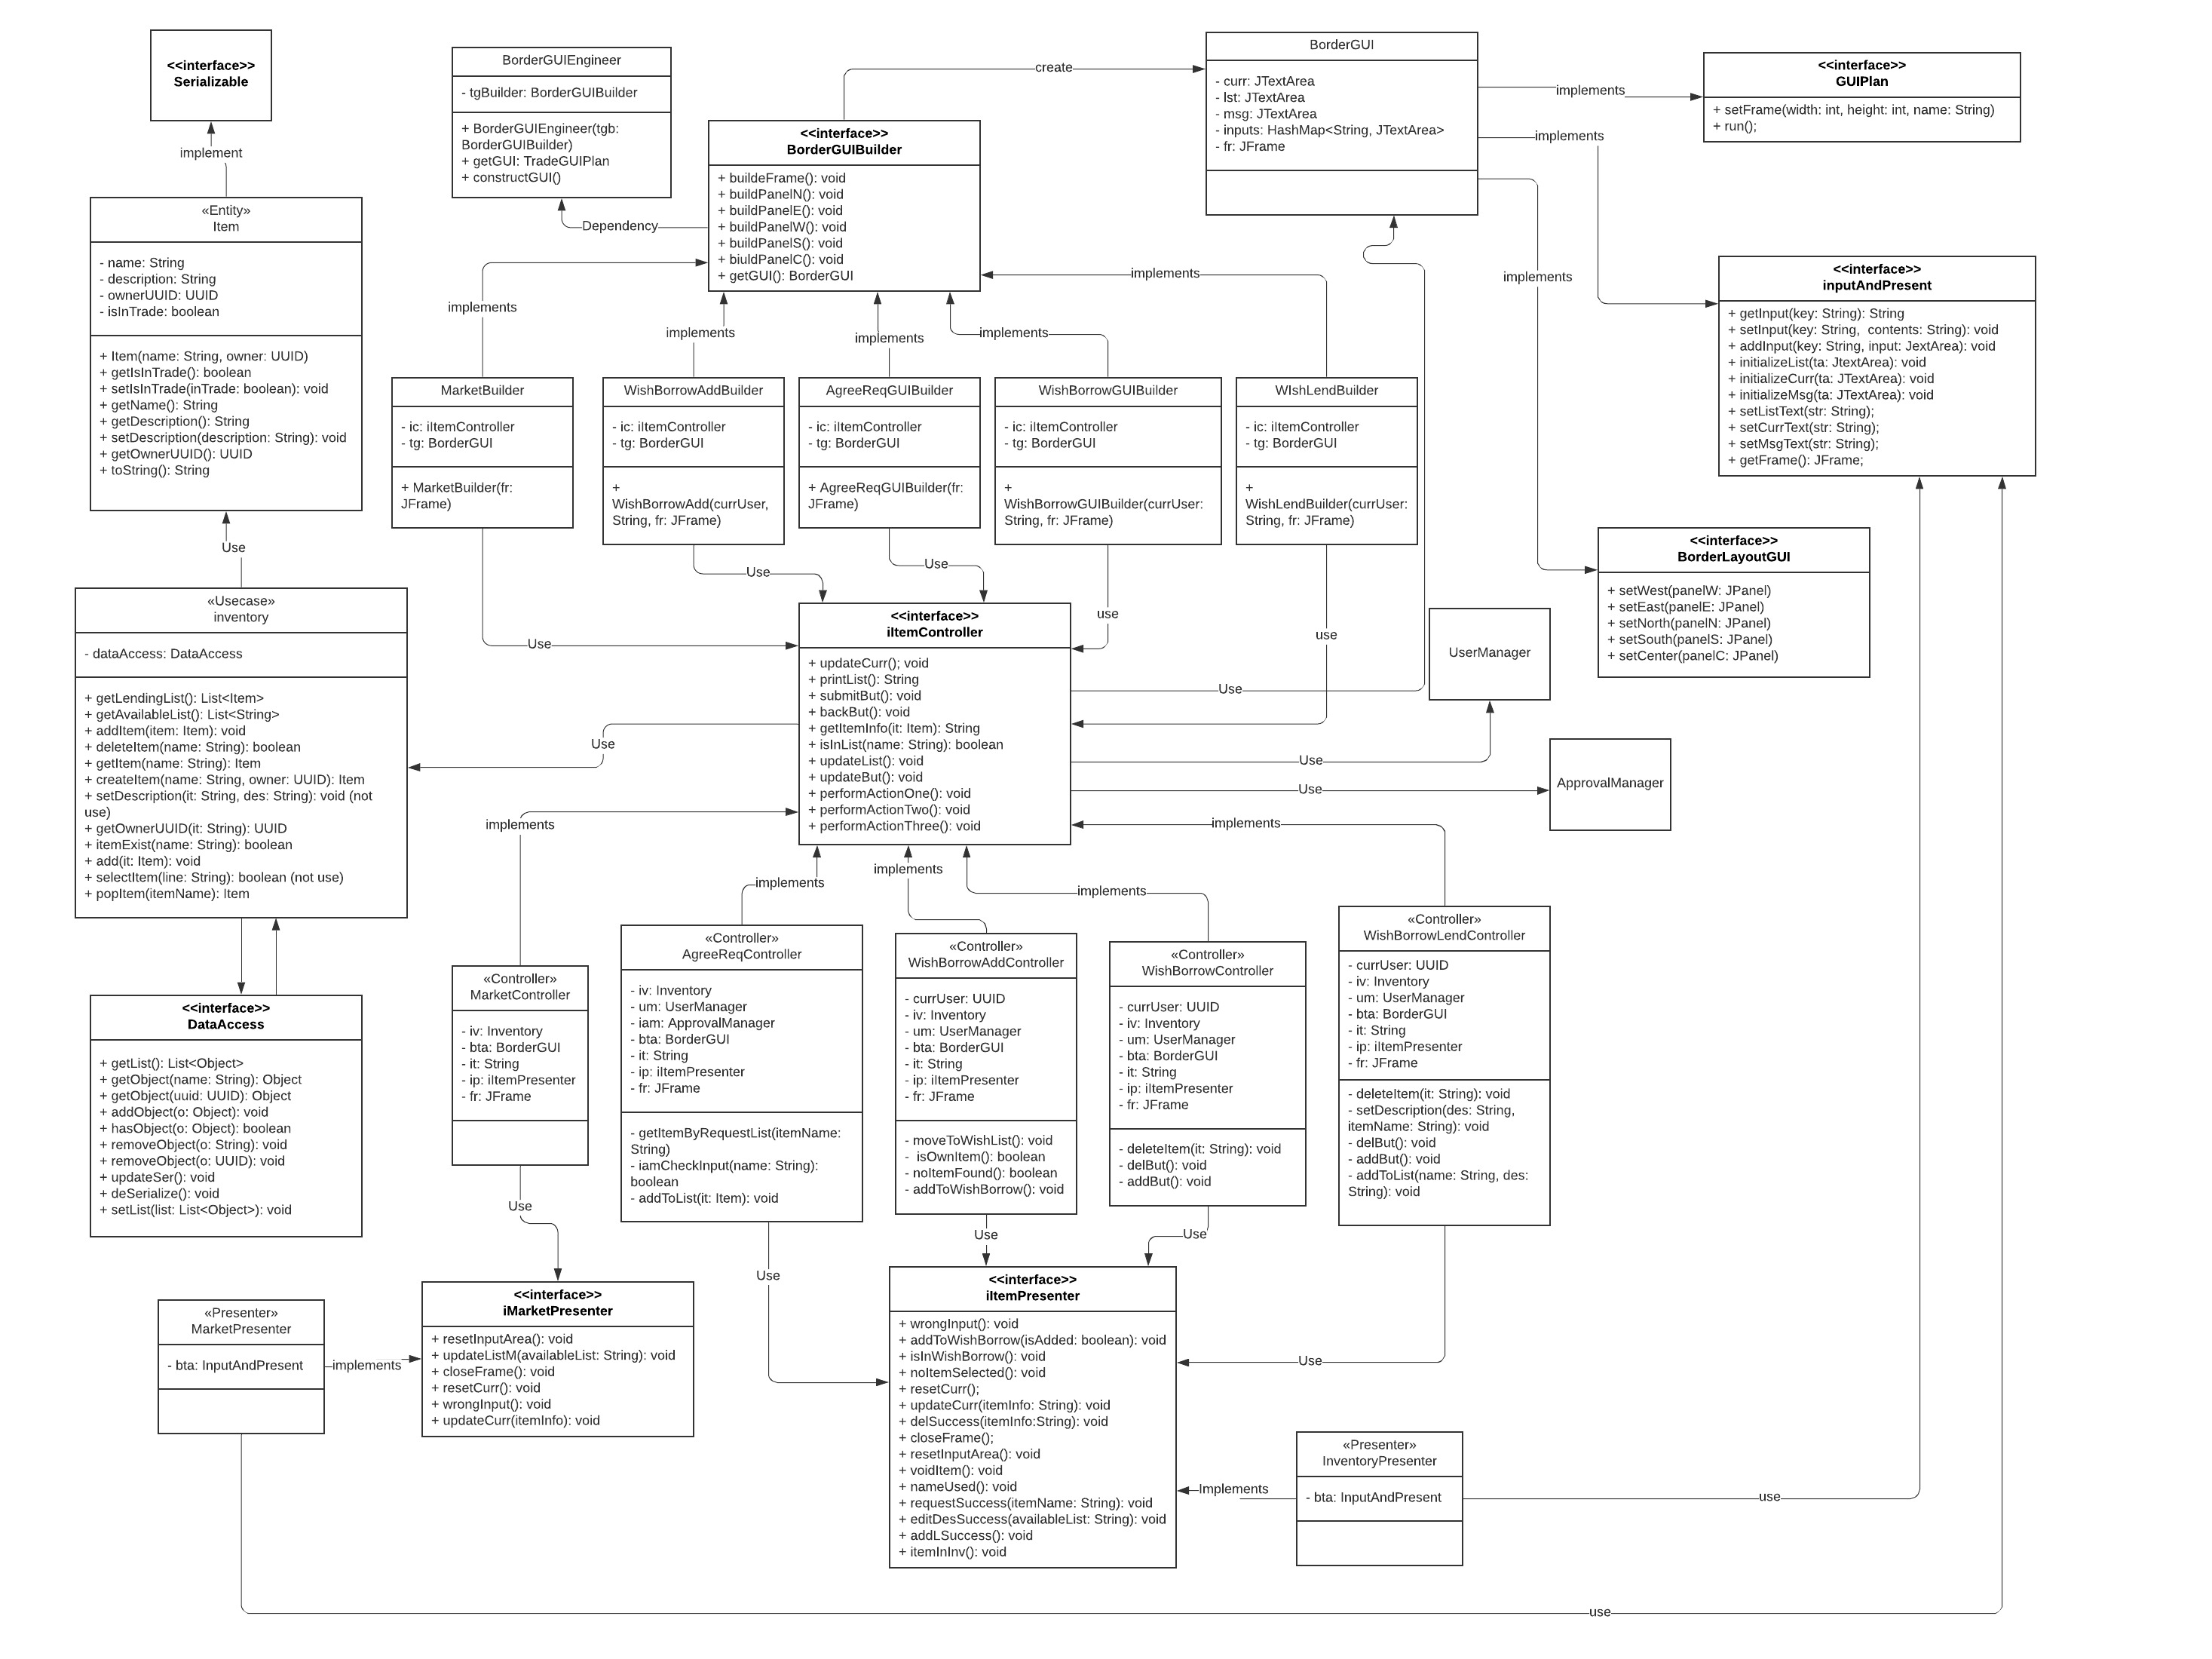 <<interface>>
Serializable
implement
«Entity»
Item
- name: String
- description: String
- ownerUUID: UUID
- isInTrade: boolean
+ Item(name: String, owner: UUID)
+ getIsInTrade(): boolean
+ setIsInTrade(inTrade: boolean): void
+ getName(): String
+ getDescription(): String
+ setDescription(description: String): void
+ getOwnerUUID(): UUID
+ toString(): String
Use
«Usecase»
inventory
- dataAccess: DataAccess
+ getLendingList(): List<Item>
+ getAvailableList(): List<String>
+ addItem(item: Item): void
+ deleteItem(name: String): boolean
+ getItem(name: String): Item
+ createItem(name: String, owner: UUID): Item
+ setDescription(it: String, des: String): void (not
use)
+ getOwnerUUID(it: String): UUID
+ itemExist(name: String): boolean
+ add(it: Item): void
+ selectItem(line: String): boolean (not use)
+ popItem(itemName): Item
<<interface>>
DataAccess
+ getList(): List<Object>
+ getObject(name: String): Object
+ getObject(uuid: UUID): Object
+ addObject(o: Object): void
+ hasObject(o: Object): boolean
+ removeObject(o: String): void
+ removeObject(o: UUID): void
+ updateSer(): void
+ deSerialize(): void
+ setList(list: List<Object>): void
BorderGUIEngineer
- tgBuilder: BorderGUIBuilder
+ BorderGUIEngineer(tgb:
BorderGUIBuilder)
+ getGUI: TradeGUIPlan
+ constructGUI()
Dependency
<<interface>>
BorderGUIBuilder
+ buildeFrame(): void
+ buildPanelN(): void
+ buildPanelE(): void
+ buildPanelW(): void
+ buildPanelS(): void
+ biuldPanelC(): void
+ getGUI(): BorderGUI
create
BorderGUI
- curr: JTextArea
- lst: JTextArea
- msg: JTextArea
- inputs: HashMap<String, JTextArea>
- fr: JFrame
implements
implements
implements
<<interface>>
GUIPlan
+ setFrame(width: int, height: int, name: String)
+ run();
<<interface>>
inputAndPresent
+ getInput(key: String): String
+ setInput(key: String,  contents: String): void
+ addInput(key: String, input: JextArea): void
+ initializeList(ta: JtextArea): void
+ initializeCurr(ta: JTextArea): void
+ initializeMsg(ta: JTextArea): void
+ setListText(str: String);
+ setCurrText(str: String);
+ setMsgText(str: String);
+ getFrame(): JFrame;
<<interface>>
BorderLayoutGUI
+ setWest(panelW: JPanel)
+ setEast(panelE: JPanel)
+ setNorth(panelN: JPanel)
+ setSouth(panelS: JPanel)
+ setCenter(panelC: JPanel)
implements
implements
implements
implements
implements
MarketBuilder
- ic: iItemController
- tg: BorderGUI
+ MarketBuilder(fr:
JFrame)
WishBorrowAddBuilder
- ic: iItemController
- tg: BorderGUI
+
WishBorrowAdd(currUser,
String, fr: JFrame)
AgreeReqGUIBuilder
- ic: iItemController
- tg: BorderGUI
+ AgreeReqGUIBuilder(fr:
JFrame)
WishBorrowGUIBuilder
- ic: iItemController
- tg: BorderGUI
+
WishBorrowGUIBuilder(currUser:
String, fr: JFrame)
WIshLendBuilder
- ic: iItemController
- tg: BorderGUI
+
WishLendBuilder(currUser:
String, fr: JFrame)
Use
Use
Use
use
use
<<interface>>
iItemController
+ updateCurr(); void
+ printList(): String
+ submitBut(): void
+ backBut(): void
+ getItemInfo(it: Item): String
+ isInList(name: String): boolean
+ updateList(): void
+ updateBut(): void
+ performActionOne(): void
+ performActionTwo(): void
+ performActionThree(): void
Use
Use
Use
Use
UserManager
ApprovalManager
implements
implements
implements
implements
implements
«Controller»
MarketController
- iv: Inventory
- bta: BorderGUI
- it: String
- ip: iItemPresenter
- fr: JFrame
«Controller»
AgreeReqController
- iv: Inventory
- um: UserManager
- iam: ApprovalManager
- bta: BorderGUI
- it: String
- ip: iItemPresenter
- fr: JFrame
- getItemByRequestList(itemName:
String)
- iamCheckInput(name: String):
boolean
- addToList(it: Item): void
«Controller»
WishBorrowAddController
- currUser: UUID
- iv: Inventory
- um: UserManager
- bta: BorderGUI
- it: String
- ip: iItemPresenter
- fr: JFrame
- moveToWishList(): void
-  isOwnItem(): boolean
- noItemFound(): boolean
- addToWishBorrow(): void
«Controller»
WishBorrowController
- currUser: UUID
- iv: Inventory
- um: UserManager
- bta: BorderGUI
- it: String
- ip: iItemPresenter
- fr: JFrame
- deleteItem(it: String): void
- delBut(): void
- addBut(): void
«Controller»
WishBorrowLendController
- currUser: UUID
- iv: Inventory
- um: UserManager
- bta: BorderGUI
- it: String
- ip: iItemPresenter
- fr: JFrame
- deleteItem(it: String): void
- setDescription(des: String,
itemName: String): void
- delBut(): void
- addBut(): void
- addToList(name: String, des:
String): void
Use
Use
Use
Use
Use
«Presenter»
MarketPresenter
- bta: InputAndPresent
implements
<<interface>>
iMarketPresenter
+ resetInputArea(): void
+ updateListM(availableList: String): void
+ closeFrame(): void
+ resetCurr(): void
+ wrongInput(): void
+ updateCurr(itemInfo): void
<<interface>>
iItemPresenter
+ wrongInput(): void
+ addToWishBorrow(isAdded: boolean): void
+ isInWishBorrow(): void
+ noItemSelected(): void
+ resetCurr();
+ updateCurr(itemInfo: String): void
+ delSuccess(itemInfo:String): void
+ closeFrame();
+ resetInputArea(): void
+ voidItem(): void
+ nameUsed(): void
+ requestSuccess(itemName: String): void
+ editDesSuccess(availableList: String): void
+ addLSuccess(): void
+ itemInInv(): void
Implements
«Presenter»
InventoryPresenter
- bta: InputAndPresent
use
use